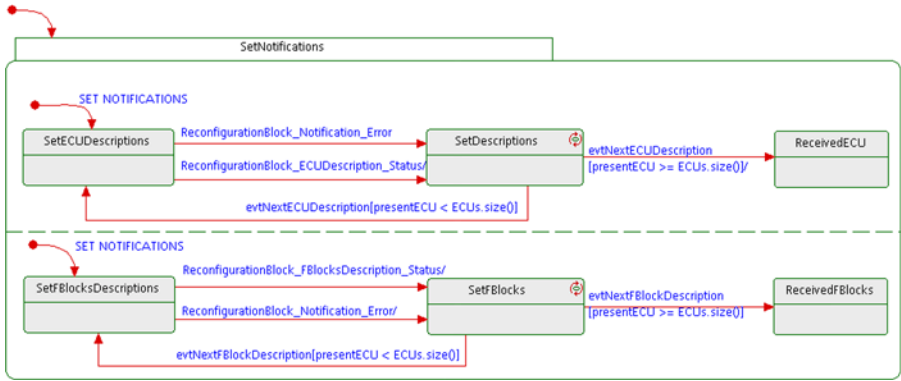 SetNotifications
SET NOTIFICATIONS
SetECUDescriptions
ReconfigurationBlock_Notification_Error
ReconfigurationBlock_ECUDescription_Status/
SetDescriptions
evtNextECUDescription
[presentECU >= ECUs.size()]/
ReceivedECU
evtNextECUDescription[presentECU < ECUs.size()]
SET NOTIFICATIONS
SetFBlocksDescriptions
ReconfigurationBlock_FBlocksDescription_Status/
ReconfigurationBlock_Notification_Error/
SetFBlocks
evtNextFBlockDescription
[presentECU >= ECUs.size()]
ReceivedFBlocks
evtNextFBlockDescription[presentECU < ECUs.size()]